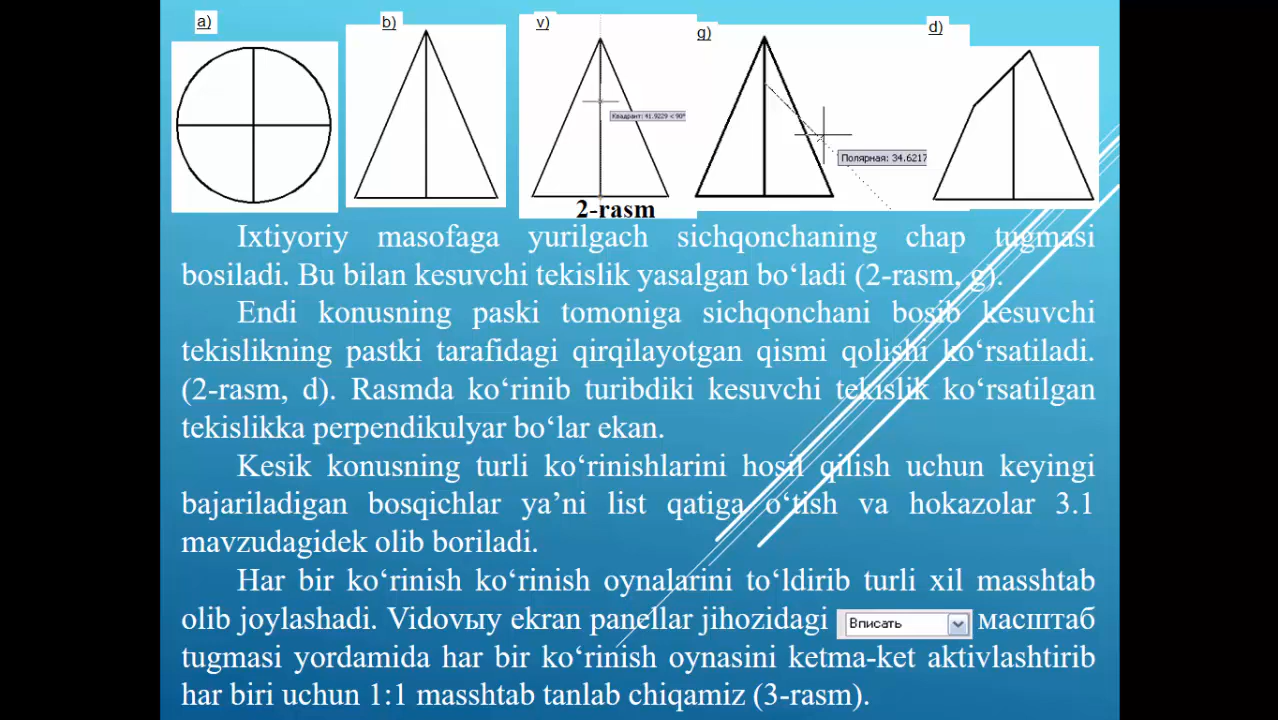 a)
b)
v)
g)
d)
Квадрант: 41.9229 < 90°
Полярная: 34.6217
2-rasm
Ixtiyoriy masofaga yurilgach sichqonchaning chap tugmasi
bosiladi. Bu bilan kesuvchi tekislik yasalgan bo‘ladi (2-rasm, g).
Endi konusning paski tomoniga sichqonchani bosib kesuvchi
tekislikning pastki tarafidagi qirqilayotgan qismi qolishi ko‘rsatiladi.
(2-rasm, d). Rasmda ko‘rinib turibdiki kesuvchi tekislik ko‘rsatilgan
tekislikka perpendikulyar bo‘lar ekan.
Kesik konusning turli ko‘rinishlarini hosil qilish uchun keyingi
bajariladigan bosqichlar ya’ni list qatiga o‘tish va hokazolar 3.1
mavzudagidek olib boriladi.
Har bir ko‘rinish ko‘rinish oynalarini to‘ldirib turli xil masshtab
olib joylashadi. Vidovыy ekran panellar jihozidagi Вписать масштаб
tugmasi yordamida har bir ko‘rinish oynasini ketma-ket aktivlashtirib
har biri uchun 1:1 masshtab tanlab chiqamiz (3-rasm).